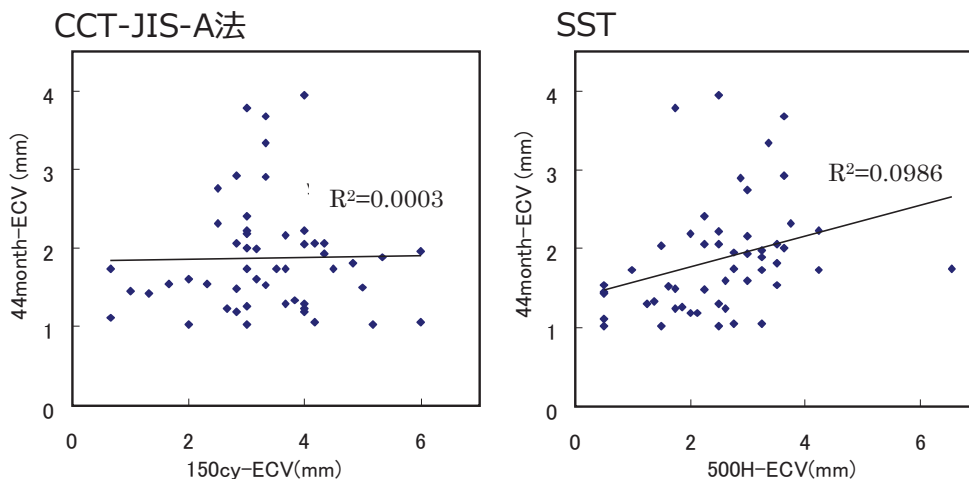 CCT-JIS-A法
44month-ECV (mm)
4
3
2
1
0
R²=0.0003
0 2 4 6
150cy-ECV(mm)
SST
44month-ECV (mm)
4
3
2
1
0
R²=0.0986
0 2 4 6
500H-ECV(mm)